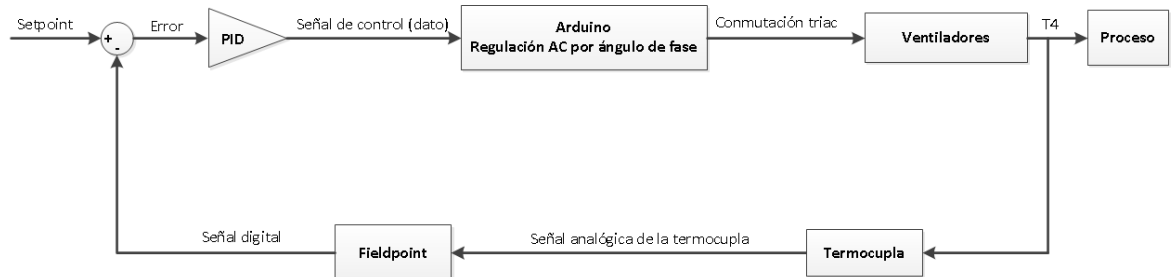 Setpoint
+
-
Error
PID
Señal de control (dato)
Arduino
Regulación AC por ángulo de fase
Conmutación triac
Ventiladores
T4
Proceso
Señal digital
Fieldpoint
Señal analógica de la termocupla
Termocupla